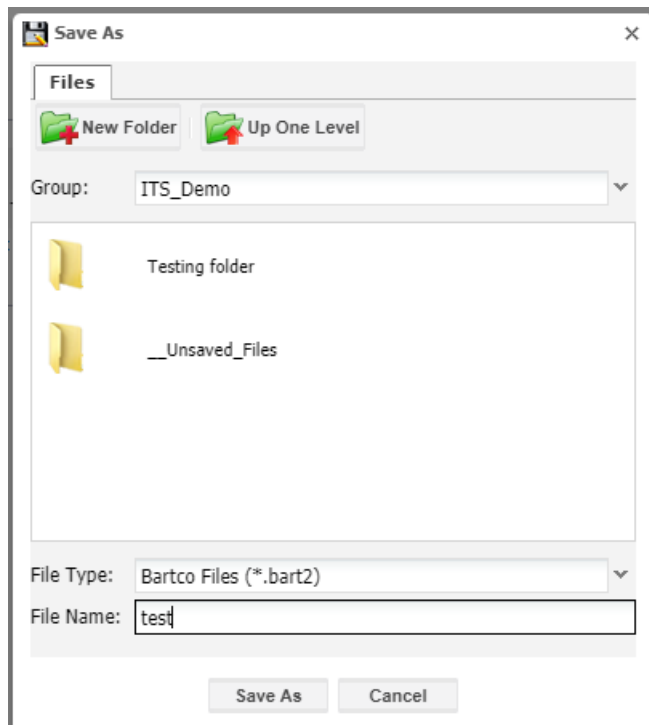 Save As
Files
New Folder Up One Level
Group: ITS_Demo
Testing folder
__Unsaved_Files
File Type: Bartco Files (*.bart2)
File Name: test
Save As Cancel